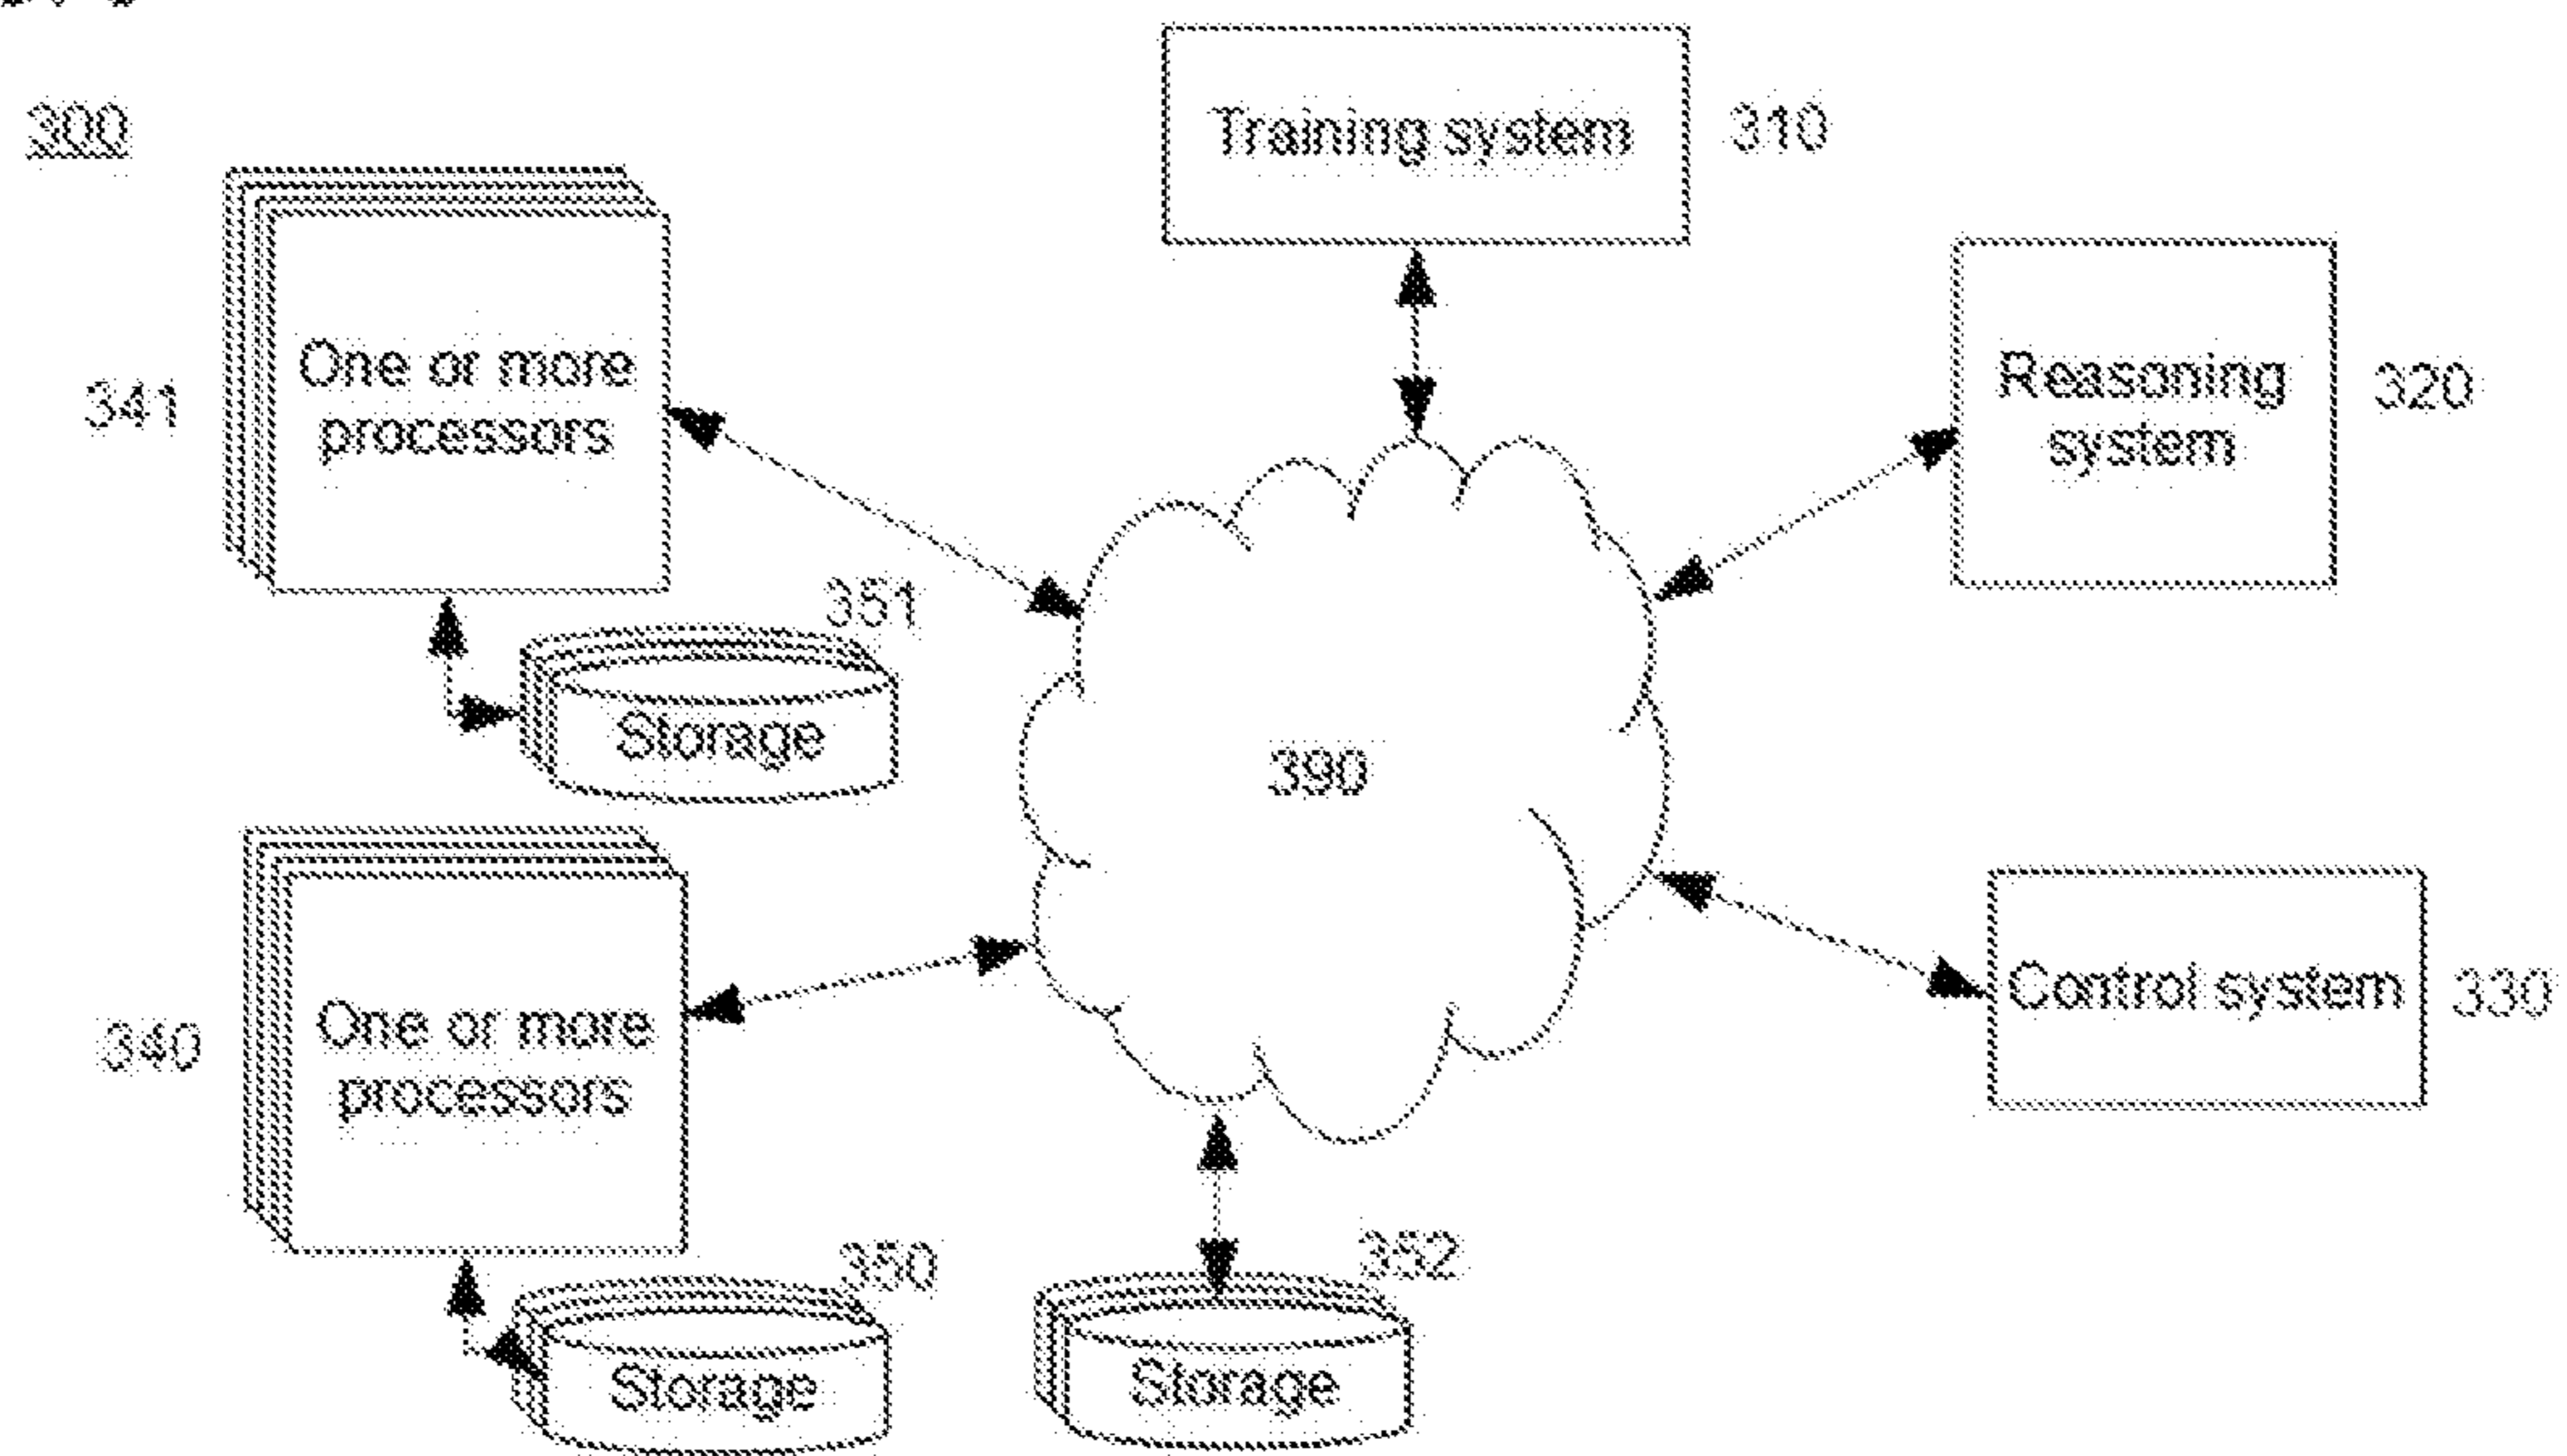 300
Training system
310
One or more
processors
341
Reasoning
system
320
351
Storage
390
One or more
processors
340
Control system
330
350
Storage
352
Storage